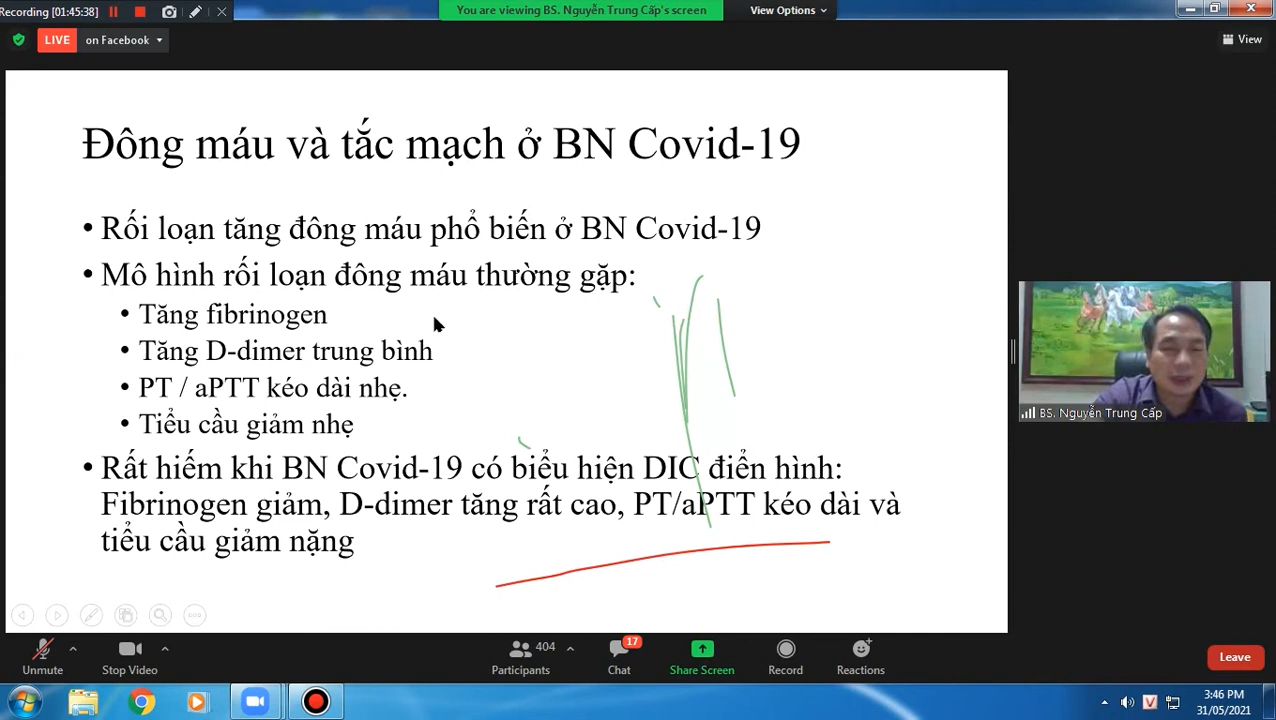 Recording [01:45:38]
You are viewing BS. Nguyễn Trung Cấp's screen
View Options
LIVE on Facebook
View
Đông máu và tắc mạch ở BN Covid-19
• Rối loạn tăng đông máu phổ biến ở BN Covid-19
• Mô hình rối loạn đông máu thường gặp:
• Tăng fibrinogen
• Tăng D-dimer trung bình
• PT / aPTT kéo dài nhẹ.
• Tiểu cầu giảm nhẹ
• Rất hiếm khi BN Covid-19 có biểu hiện DIC điển hình:
Fibrinogen giảm, D-dimer tăng rất cao, PT/aPTT kéo dài và
tiểu cầu giảm nặng
BS. Nguyễn Trung Cấp
404
17
Unmute
Stop Video
Participants
Chat
Share Screen
Record
Reactions
Leave
V
3:46 PM
31/05/2021